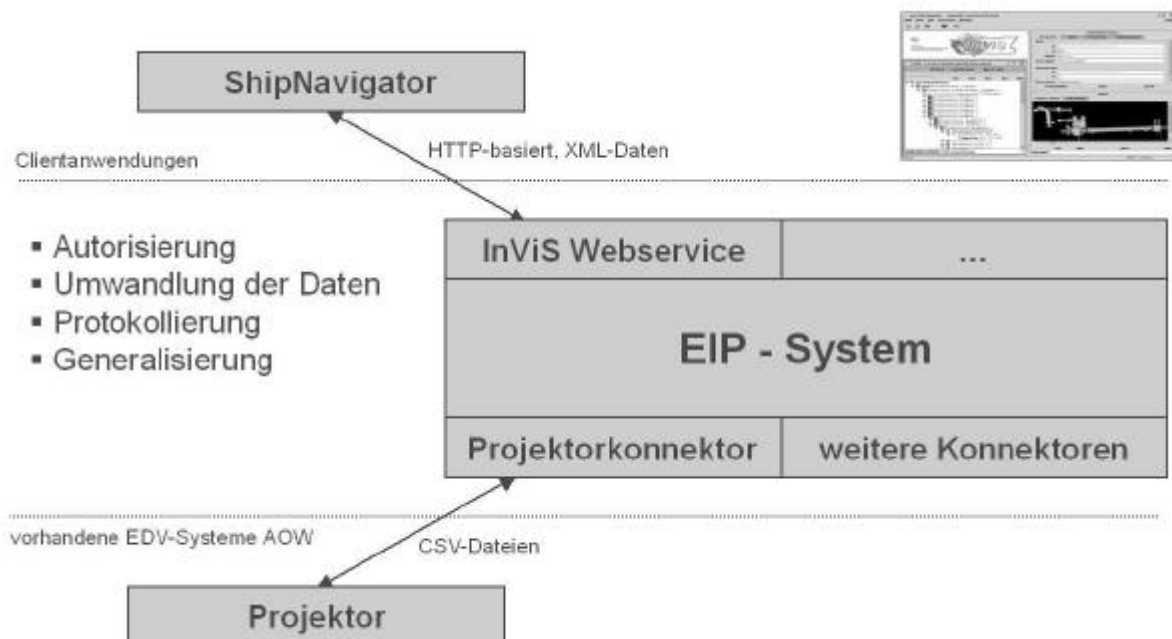 ShipNavigator
HTTP-basiert, XML-Daten
Clientanwendungen
▪ Autorisierung
▪ Umwandlung der Daten
▪ Protokollierung
▪ Generalisierung
InViS Webservice
...
EIP - System
Projektorkonnektor
weitere Konnektoren
vorhandene EDV-Systeme AOW
CSV-Dateien
Projektor